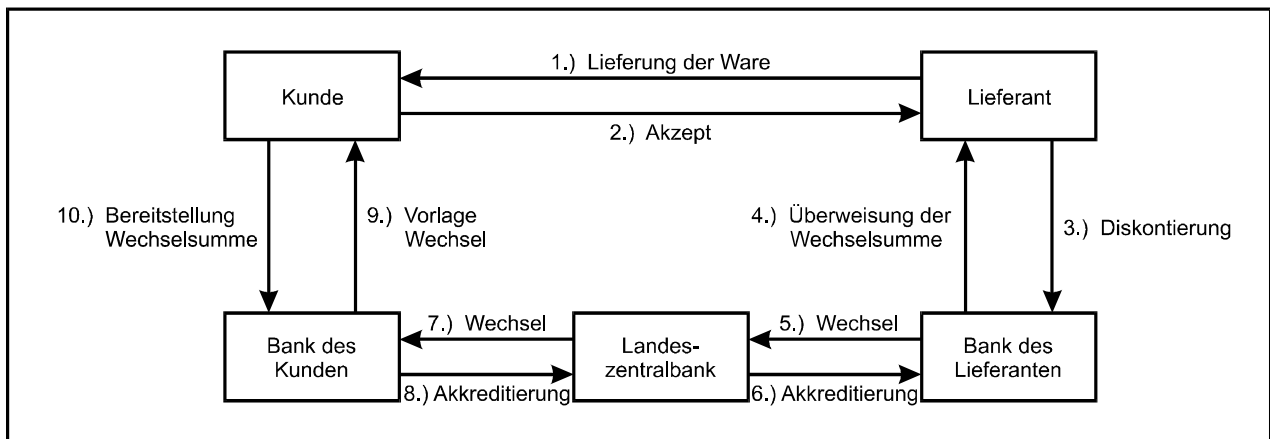 1.) Lieferung der Ware
Kunde
Lieferant
2.) Akzept
10.) Bereitstellung
Wechselsumme
9.) Vorlage
Wechsel
4.) Überweisung der
Wechselsumme
3.) Diskontierung
7.) Wechsel
5.) Wechsel
Bank des
Kunden
Landes-
zentralbank
Bank des
Lieferanten
8.) Akkreditierung
6.) Akkreditierung